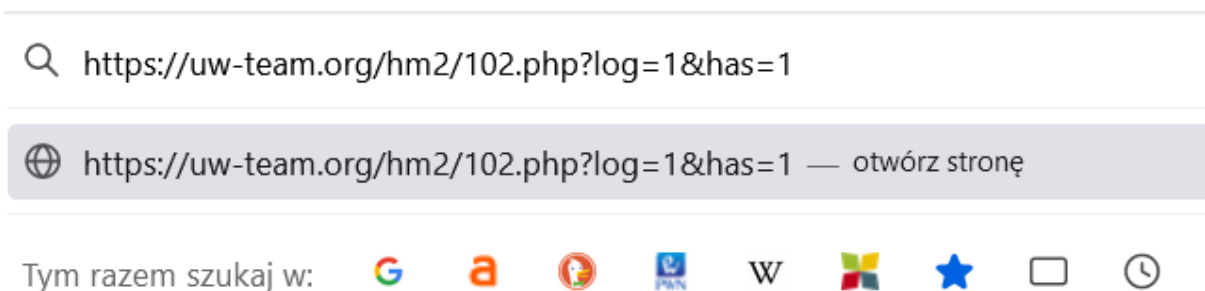 https://uw-team.org/hm2/102.php?log=1&has=1
https://uw-team.org/hm2/102.php?log=1&has=1 — otwórz stronę
Tym razem szukaj w: G a PWN W